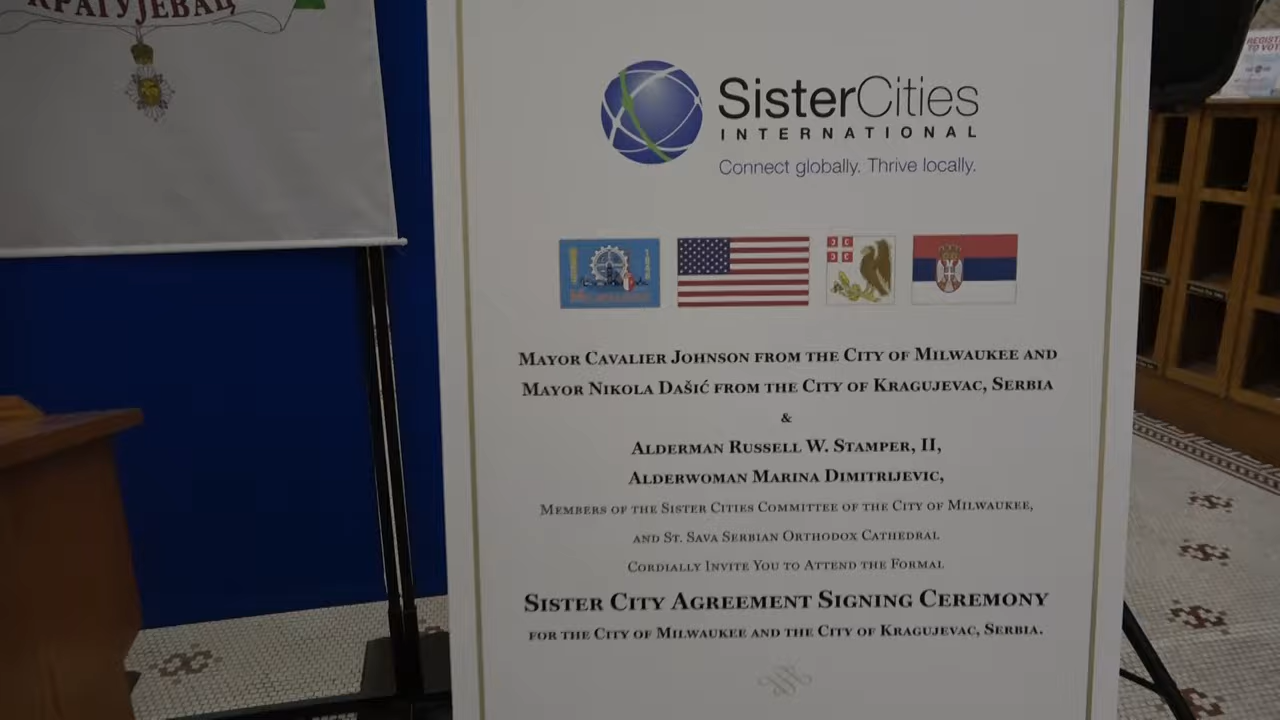 КРАГУЈЕВАЦ
SisterCities
INTERNATIONAL
Connect globally. Thrive locally.
MAYOR CAVALIER JOHNSON FROM THE CITY OF MILWAUKEE AND
MAYOR NIKOLA DAŠIĆ FROM THE CITY OF KRAGUJEVAC, SERBIA
&
ALDERMAN RUSSELL W. STAMPER, II,
ALDERWOMAN MARINA DIMITRIJEVIC,
MEMBERS OF THE SISTER CITIES COMMITTEE OF THE CITY OF MILWAUKEE,
AND ST. SAVA SERBIAN ORTHODOX CATHEDRAL
CORDIALLY INVITE YOU TO ATTEND THE FORMAL
SISTER CITY AGREEMENT SIGNING CEREMONY
FOR THE CITY OF MILWAUKEE AND THE CITY OF KRAGUJEVAC, SERBIA.
REGISTER
TO VOTE